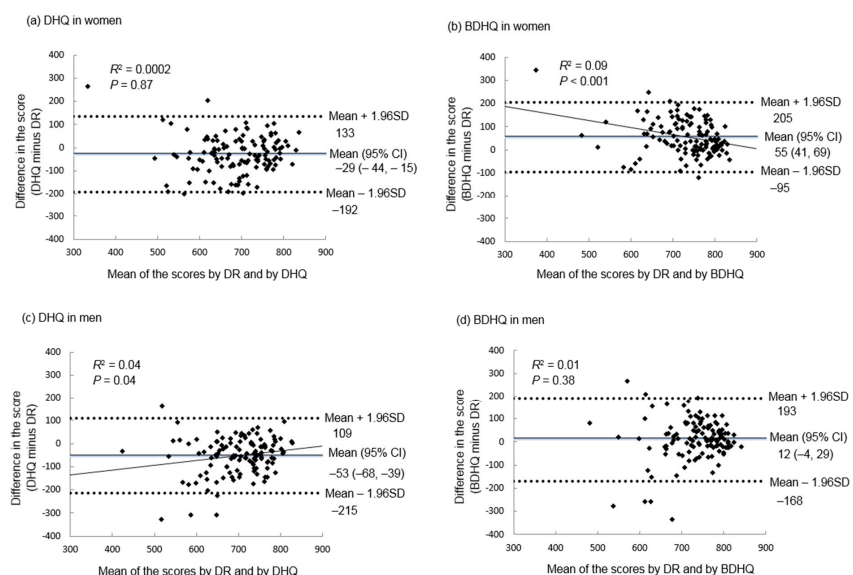 (a) DHQ in women
R² = 0.0002
P = 0.87
400
300
200
100
0
-100
-200
-300
-400
Difference in the score
(DHQ minus DR)
Mean + 1.96SD
133
Mean (95% CI)
–29 (– 44, – 15)
Mean – 1.96SD
–192
300 400 500 600 700 800 900
Mean of the scores by DR and by DHQ
(b) BDHQ in women
R² = 0.09
P < 0.001
400
300
200
100
0
-100
-200
-300
-400
Difference in the score
(BDHQ minus DR)
Mean + 1.96SD
205
Mean (95% CI)
55 (41, 69)
Mean – 1.96SD
–95
300 400 500 600 700 800 900
Mean of the scores by DR and by BDHQ
(c) DHQ in men
R² = 0.04
P = 0.04
400
300
200
100
0
-100
-200
-300
-400
Difference in the score
(DHQ minus DR)
Mean + 1.96SD
109
Mean (95% CI)
–53 (–68, –39)
Mean – 1.96SD
–215
300 400 500 600 700 800 900
Mean of the scores by DR and by DHQ
(d) BDHQ in men
R² = 0.01
P = 0.38
400
300
200
100
0
-100
-200
-300
-400
Difference in the score
(BDHQ minus DR)
Mean + 1.96SD
193
Mean (95% CI)
12 (–4, 29)
Mean – 1.96SD
–168
300 400 500 600 700 800 900
Mean of the scores by DR and by BDHQ